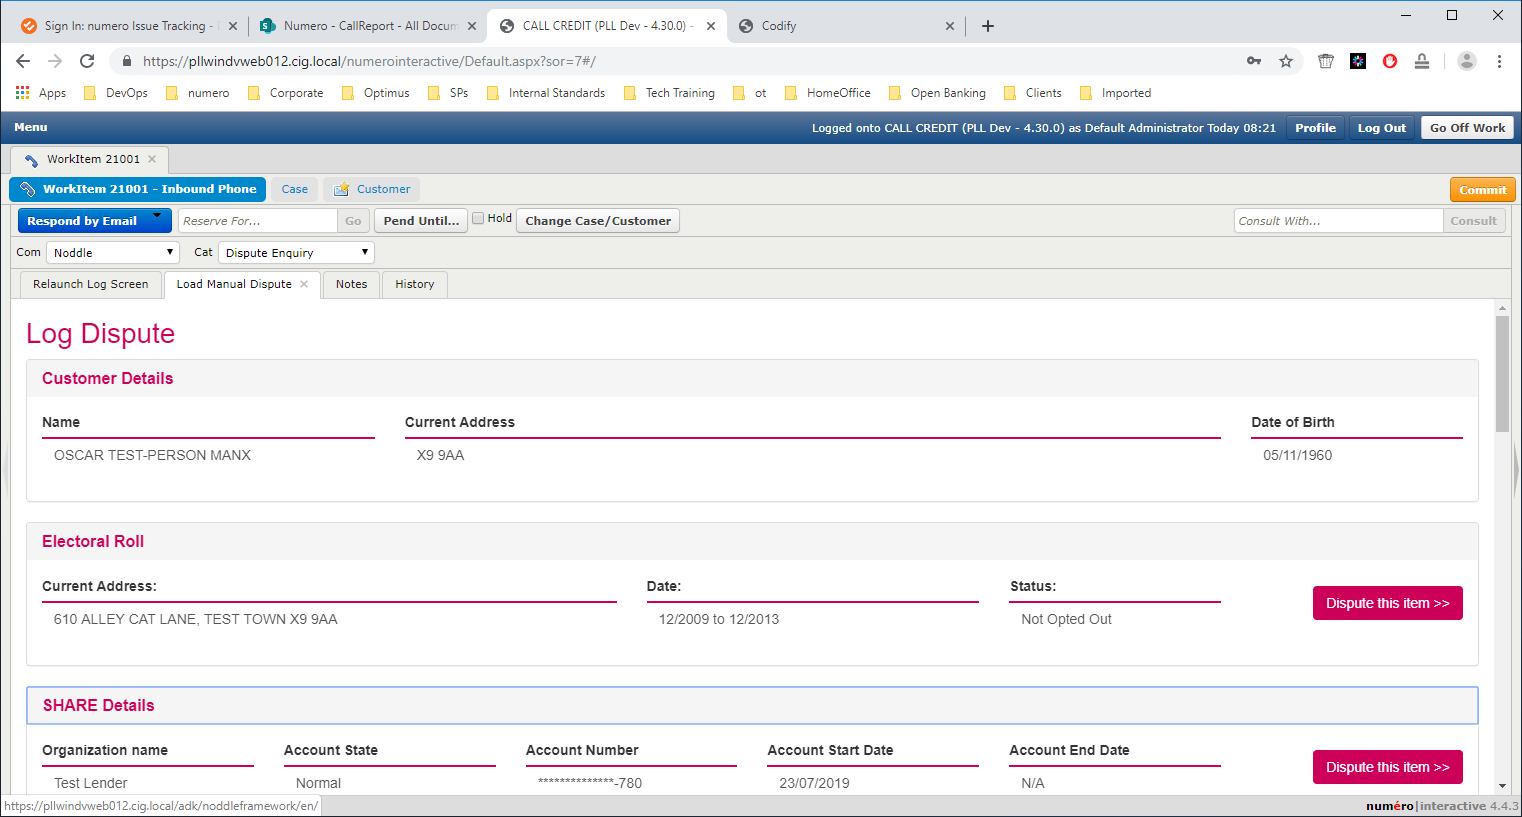 Sign In: numero Issue Tracking -
Numero - CallReport - All Docum
CALL CREDIT (PLL Dev - 4.30.0) -
Codify
https://pllwindvweb012.cig.local/numerointeractive/Default.aspx?sor=7#/
Apps DevOps numero Corporate Optimus SPs Internal Standards Tech Training ot HomeOffice Open Banking Clients Imported
Menu Logged onto CALL CREDIT (PLL Dev - 4.30.0) as Default Administrator Today 08:21 Profile Log Out Go Off Work
WorkItem 21001
WorkItem 21001 - Inbound Phone Case Customer Commit
Respond by Email Reserve For... Go Pend Until... Hold Change Case/Customer Consult With... Consult
Com Noddle Cat Dispute Enquiry
Relaunch Log Screen Load Manual Dispute Notes History
Log Dispute
Customer Details
Name Current Address Date of Birth
OSCAR TEST-PERSON MANX X9 9AA 05/11/1960
Electoral Roll
Current Address: Date: Status:
610 ALLEY CAT LANE, TEST TOWN X9 9AA 12/2009 to 12/2013 Not Opted Out Dispute this item >>
SHARE Details
Organization name Account State Account Number Account Start Date Account End Date
Test Lender Normal **************-780 23/07/2019 N/A Dispute this item >>
https://pllwindvweb012.cig.local/adk/noddleframework/en/
numéro|interactive 4.4.3